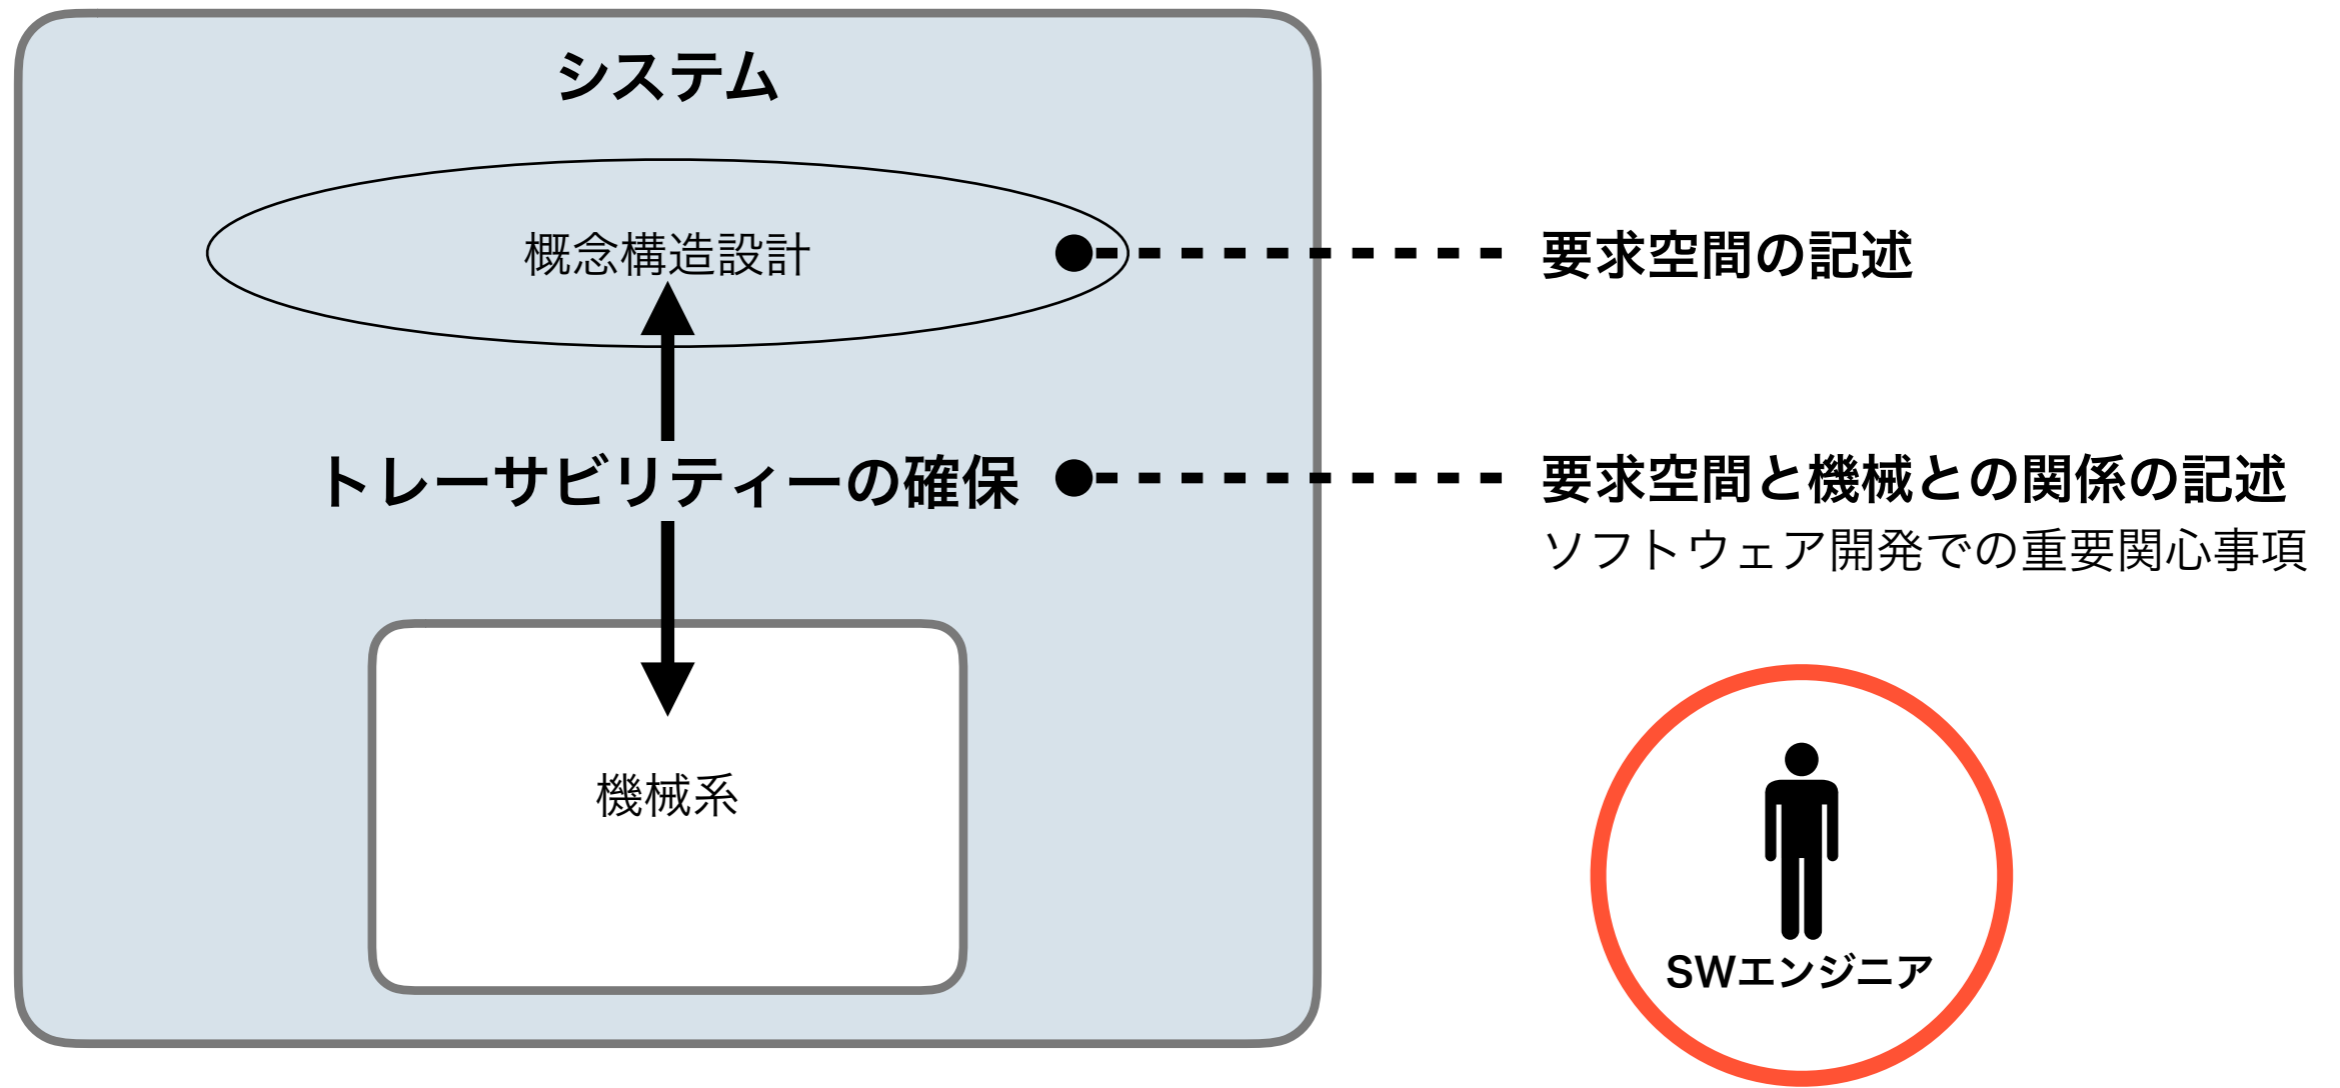 システム
概念構造設計
要求空間の記述
トレーサビリティーの確保
要求空間と機械との関係の記述
ソフトウェア開発での重要関心事項
機械系
SWエンジニア